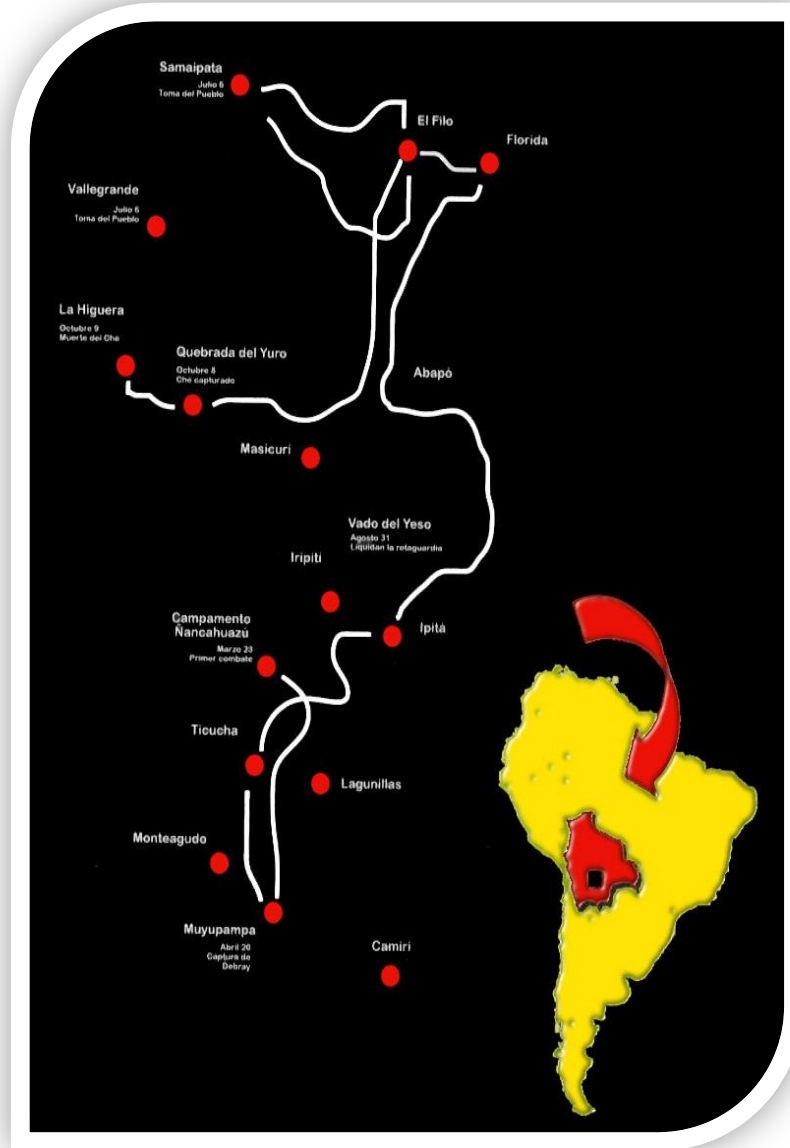 Samaipata
Julio 6
Toma del Pueblo
El Filo
Florida
Vallegrande
Julio 6
Toma del Pueblo
La Higuera
Octubre 9
Muerte del Che
Quebrada del Yuro
Octubre 8
Che capturado
Abapó
Masicurí
Vado del Yeso
Agosto 31
Liquidan la retaguardia
Iripití
Campamento
Ñancahuazú
Marzo 23
Primer combate
Ipitá
Ticucha
Lagunillas
Monteagudo
Muyupampa
Abril 20
Captura de
Debray
Camiri